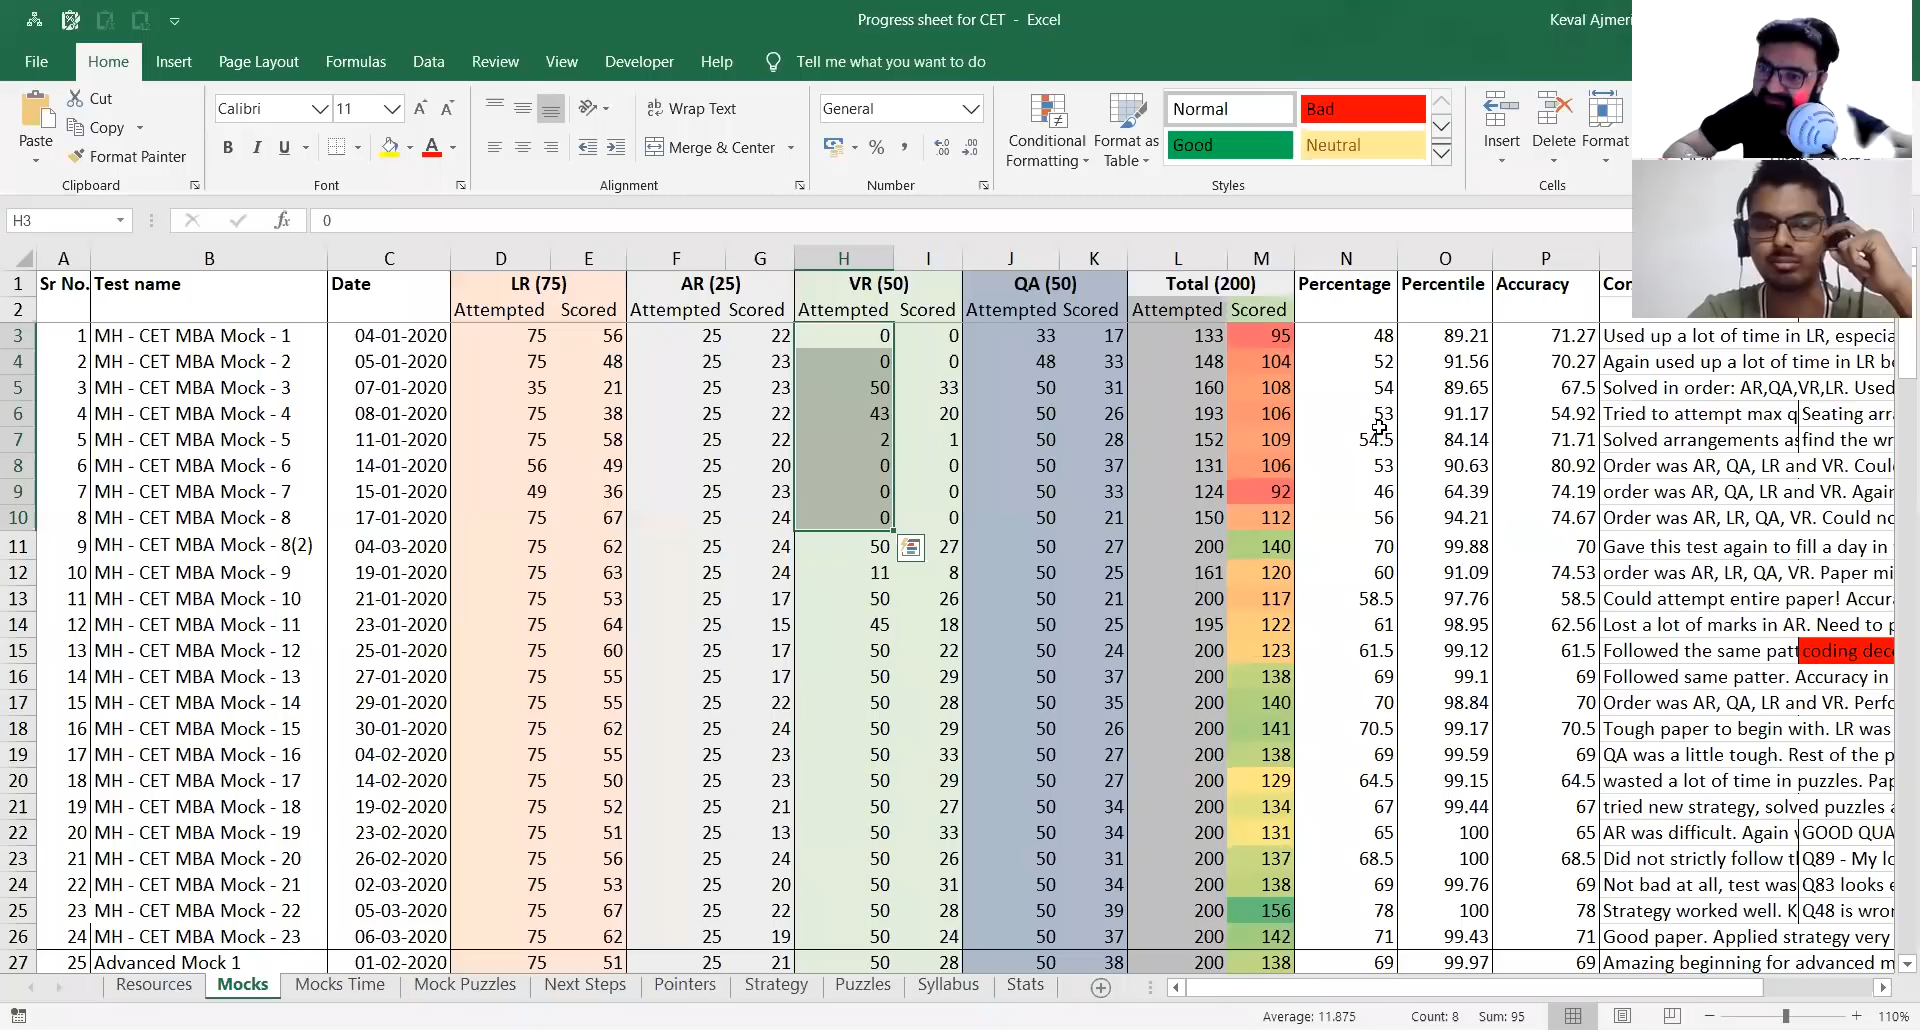 Progress sheet for CET - Excel
Keval Ajmeri
File Home Insert Page Layout Formulas Data Review View Developer Help Tell me what you want to do
Cut
Calibri 11
Wrap Text
General
Normal Bad
Copy
Paste
Conditional Formatting
Format as Table
Insert Delete Format
Format Painter
B I U
Merge & Center
Good Neutral
Clipboard Font Alignment Number Styles Cells
H3 fx 0
A B C D E F G H I J K L M N O P
1 Sr No. Test name Date LR (75) AR (25) VR (50) QA (50) Total (200) Percentage Percentile Accuracy
2 Attempted Scored Attempted Scored Attempted Scored Attempted Scored Attempted Scored
3 1 MH - CET MBA Mock - 1 04-01-2020 75 56 25 22 0 0 33 17 133 95 48 89.21 71.27 Used up a lot of time in LR, especia
4 2 MH - CET MBA Mock - 2 05-01-2020 75 48 25 23 0 0 48 33 148 104 52 91.56 70.27 Again used up a lot of time in LR be
5 3 MH - CET MBA Mock - 3 07-01-2020 35 21 25 23 50 33 50 31 160 108 54 89.65 67.5 Solved in order: AR,QA,VR,LR. Used
6 4 MH - CET MBA Mock - 4 08-01-2020 75 38 25 22 43 20 50 26 193 106 53 91.17 54.92 Tried to attempt max q Seating arr
7 5 MH - CET MBA Mock - 5 11-01-2020 75 58 25 22 2 1 50 28 152 109 54.5 84.14 71.71 Solved arrangements as find the wr
8 6 MH - CET MBA Mock - 6 14-01-2020 56 49 25 20 0 0 50 37 131 106 53 90.63 80.92 Order was AR, QA, LR and VR. Coul
9 7 MH - CET MBA Mock - 7 15-01-2020 49 36 25 23 0 0 50 33 124 92 46 64.39 74.19 order was AR, QA, LR and VR. Agair
10 8 MH - CET MBA Mock - 8 17-01-2020 75 67 25 24 0 0 50 21 150 112 56 94.21 74.67 Order was AR, LR, QA, VR. Could no
11 9 MH - CET MBA Mock - 8(2) 04-03-2020 75 62 25 24 50 27 50 27 200 140 70 99.88 70 Gave this test again to fill a day in
12 10 MH - CET MBA Mock - 9 19-01-2020 75 63 25 24 11 8 50 25 161 120 60 91.09 74.53 order was AR, LR, QA, VR. Paper mi
13 11 MH - CET MBA Mock - 10 21-01-2020 75 53 25 17 50 26 50 21 200 117 58.5 97.76 58.5 Could attempt entire paper! Accur
14 12 MH - CET MBA Mock - 11 23-01-2020 75 64 25 15 45 18 50 25 195 122 61 98.95 62.56 Lost a lot of marks in AR. Need to p
15 13 MH - CET MBA Mock - 12 25-01-2020 75 60 25 17 50 22 50 24 200 123 61.5 99.12 61.5 Followed the same patt coding dec
16 14 MH - CET MBA Mock - 13 27-01-2020 75 55 25 17 50 29 50 37 200 138 69 99.1 69 Followed same patter. Accuracy in
17 15 MH - CET MBA Mock - 14 29-01-2020 75 55 25 22 50 28 50 35 200 140 70 98.84 70 Order was AR, QA, LR and VR. Perfo
18 16 MH - CET MBA Mock - 15 30-01-2020 75 62 25 24 50 29 50 26 200 141 70.5 99.17 70.5 Tough paper to begin with. LR was
19 17 MH - CET MBA Mock - 16 04-02-2020 75 55 25 23 50 33 50 27 200 138 69 99.59 69 QA was a little tough. Rest of the p
20 18 MH - CET MBA Mock - 17 14-02-2020 75 50 25 23 50 29 50 27 200 129 64.5 99.15 64.5 wasted a lot of time in puzzles. Pap
21 19 MH - CET MBA Mock - 18 19-02-2020 75 52 25 21 50 27 50 34 200 134 67 99.44 67 tried new strategy, solved puzzles a
22 20 MH - CET MBA Mock - 19 23-02-2020 75 51 25 13 50 33 50 34 200 131 65 100 65 AR was difficult. Again GOOD QUA
23 21 MH - CET MBA Mock - 20 26-02-2020 75 56 25 24 50 26 50 31 200 137 68.5 100 68.5 Did not strictly follow t Q89 - My lo
24 22 MH - CET MBA Mock - 21 02-03-2020 75 53 25 20 50 31 50 34 200 138 69 99.76 69 Not bad at all, test was Q83 looks e
25 23 MH - CET MBA Mock - 22 05-03-2020 75 67 25 22 50 28 50 39 200 156 78 100 78 Strategy worked well. K Q48 is wror
26 24 MH - CET MBA Mock - 23 06-03-2020 75 62 25 19 50 24 50 37 200 142 71 99.43 71 Good paper. Applied strategy very
27 25 Advanced Mock 1 01-02-2020 75 51 25 21 50 28 50 38 200 138 69 99.97 69 Amazing beginning for advanced m
Resources Mocks Mocks Time Mock Puzzles Next Steps Pointers Strategy Puzzles Syllabus Stats
Average: 11.875 Count: 8 Sum: 95 110%